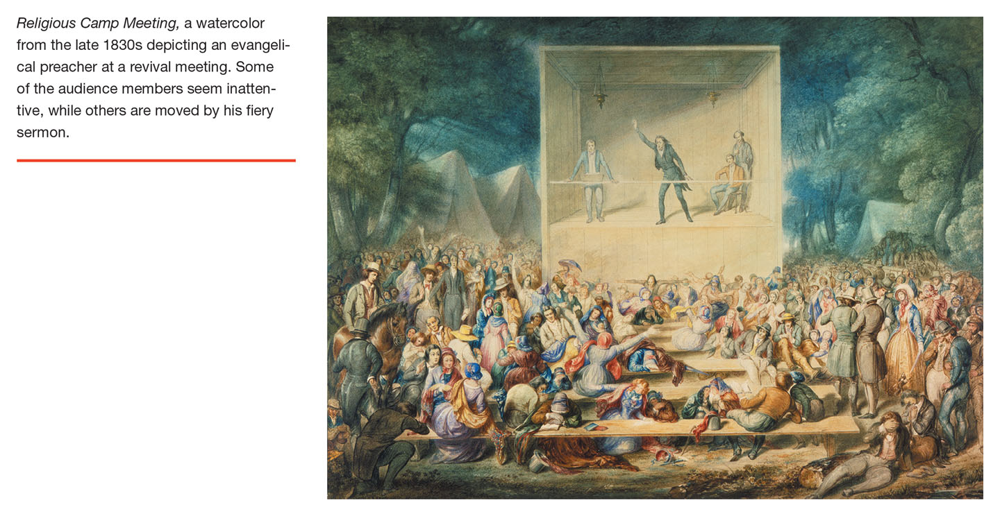 Religious Camp Meeting, a watercolor
from the late 1830s depicting an evangeli-
cal preacher at a revival meeting. Some
of the audience members seem inatten-
tive, while others are moved by his fiery
sermon.